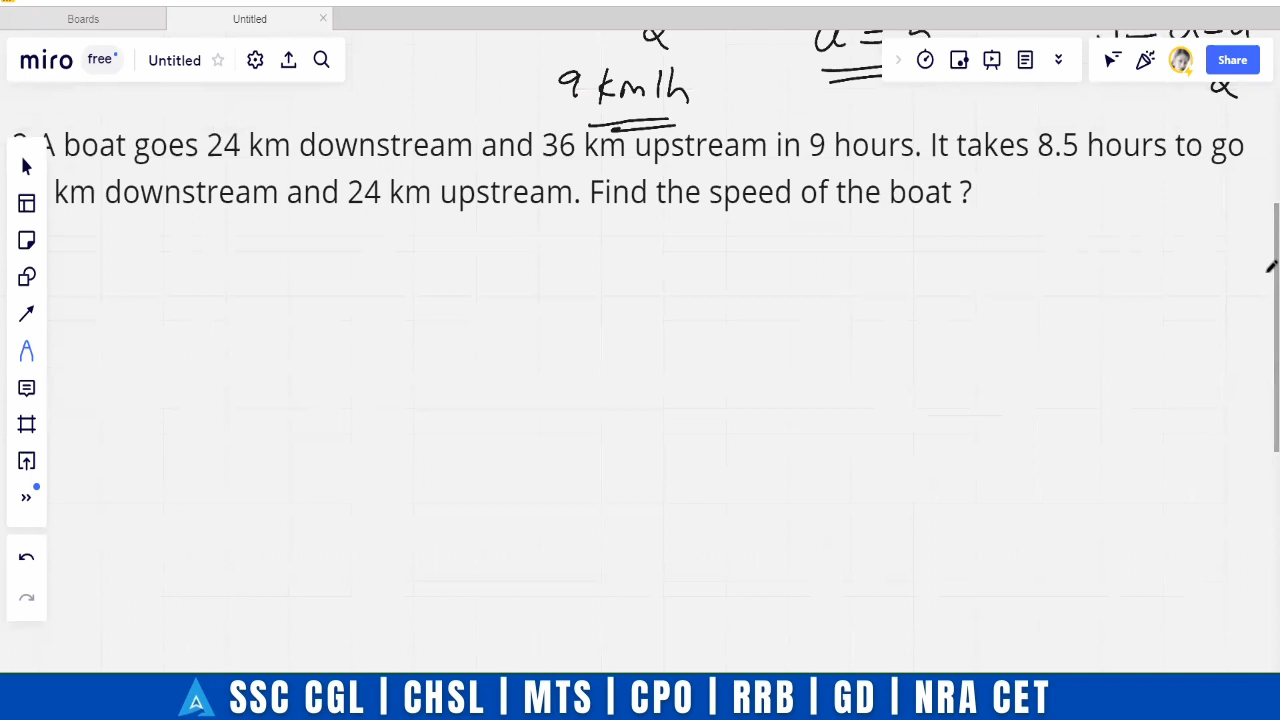 Boards
Untitled
miro free Untitled
Share
9 km/h
A boat goes 24 km downstream and 36 km upstream in 9 hours. It takes 8.5 hours to go
km downstream and 24 km upstream. Find the speed of the boat ?
SSC CGL | CHSL | MTS | CPO | RRB | GD | NRA CET